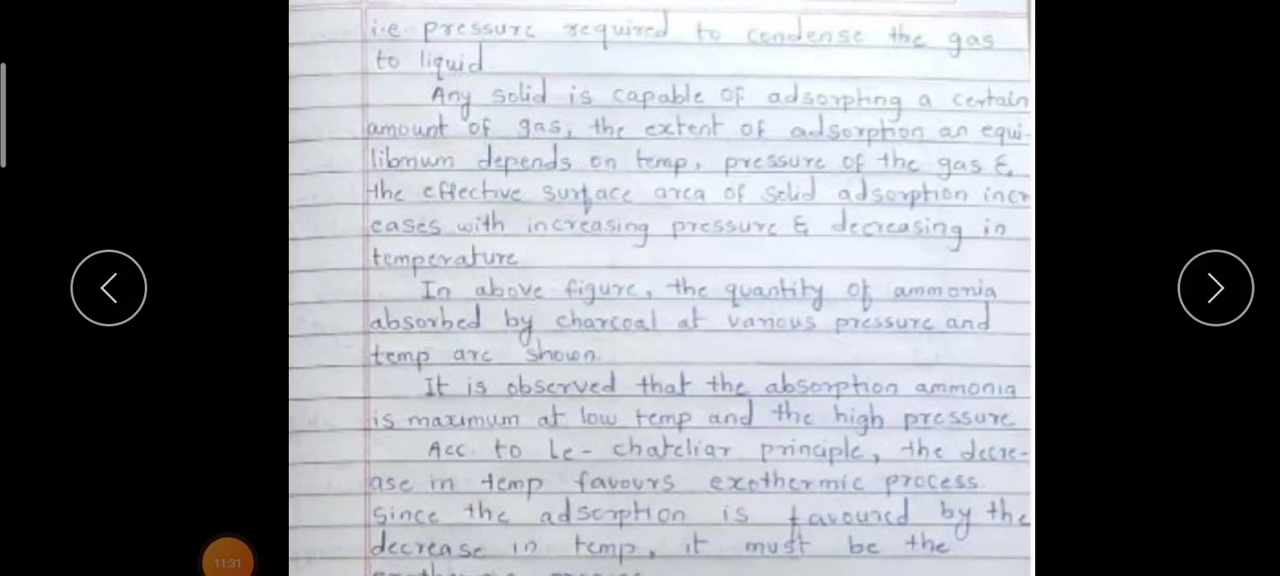 i.e. pressure required to condense the gas
to liquid
Any solid is capable of adsorpting a certain
amount of gas, the extent of adsorption an equi-
librium depends on temp, pressure of the gas &
the effective surface area of solid adsorption incr
eases with increasing pressure & decreasing in
temperature
In above figure, the quantity of ammonia
absorbed by charcoal at various pressure and
temp are shown
It is observed that the absorption ammonia
is maximum at low temp and the high pressure
Acc to Le-chatcliar principle, the decre-
ase in temp favours exothermic process.
since the adsorption is favoured by the
decrease in temp, it must be the
11:31